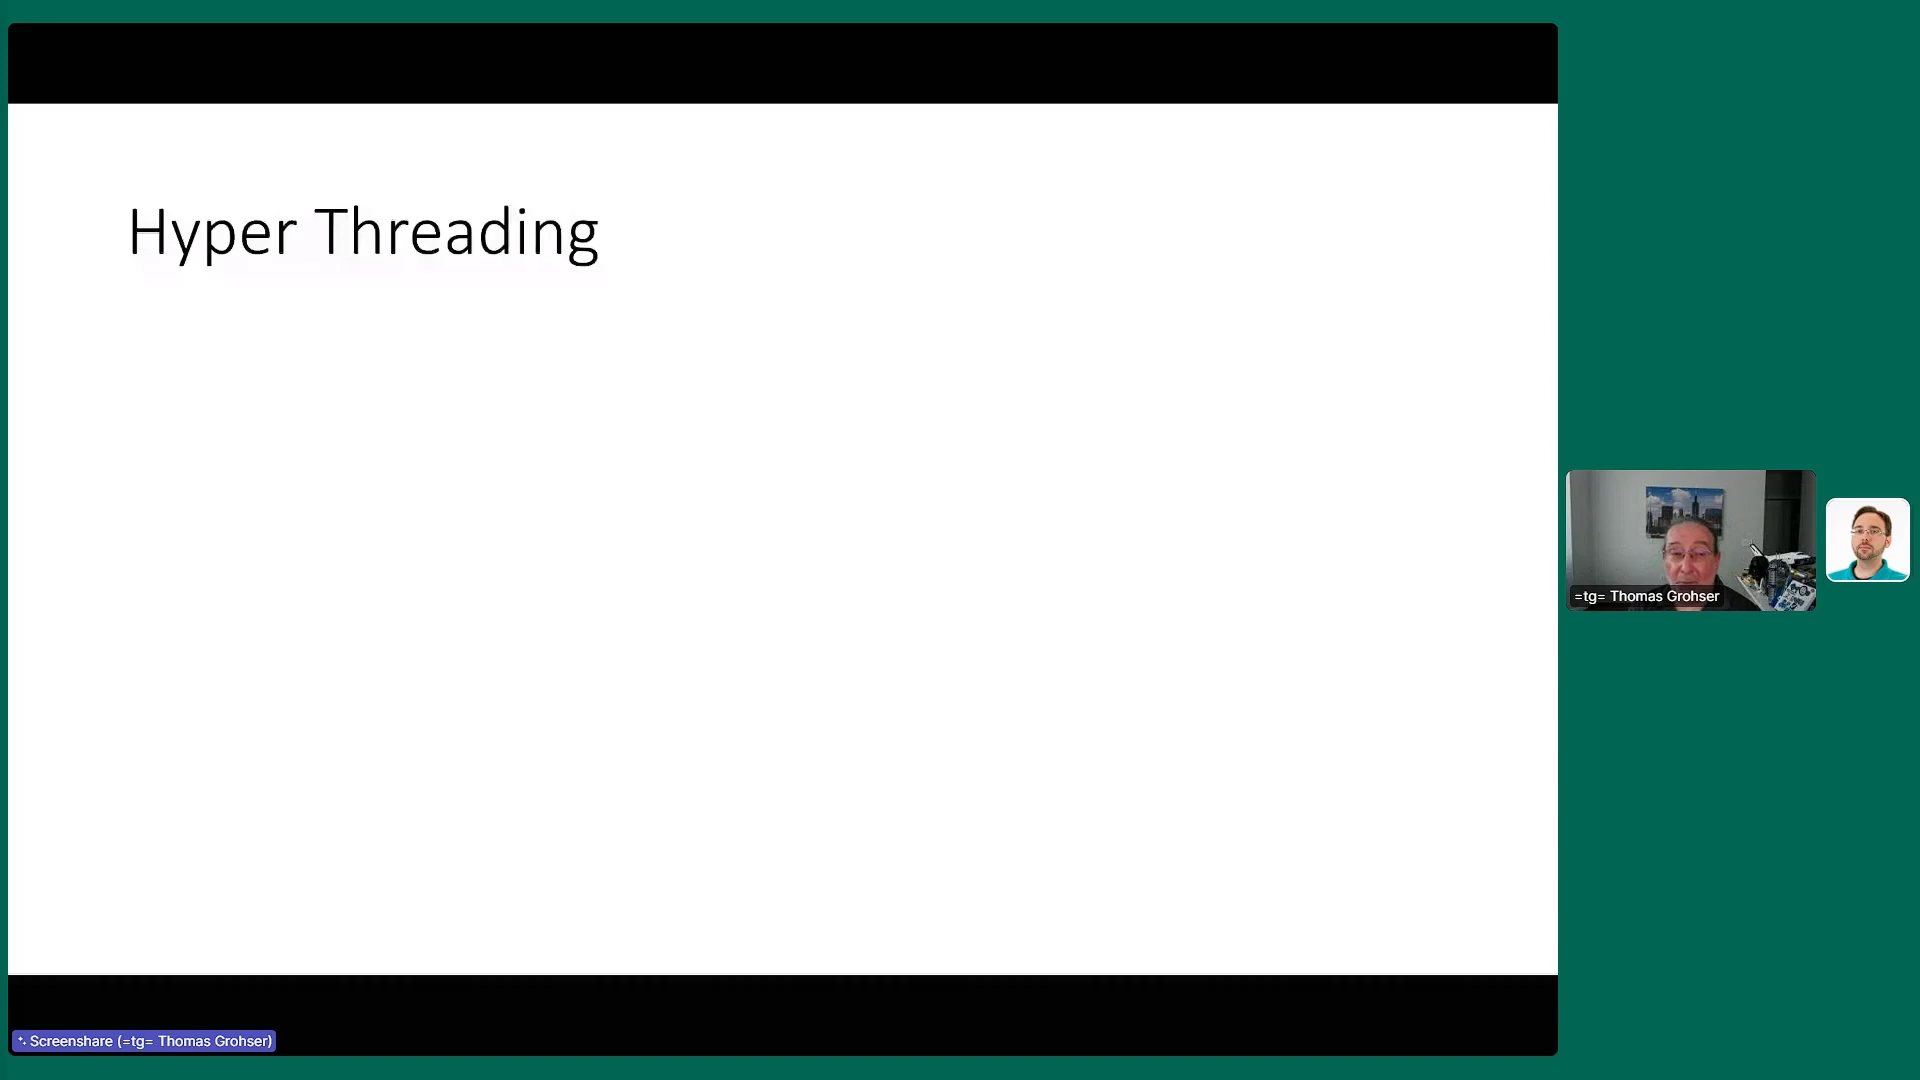 Hyper Threading
=tg= Thomas Grohser
Screenshare (=tg= Thomas Grohser)